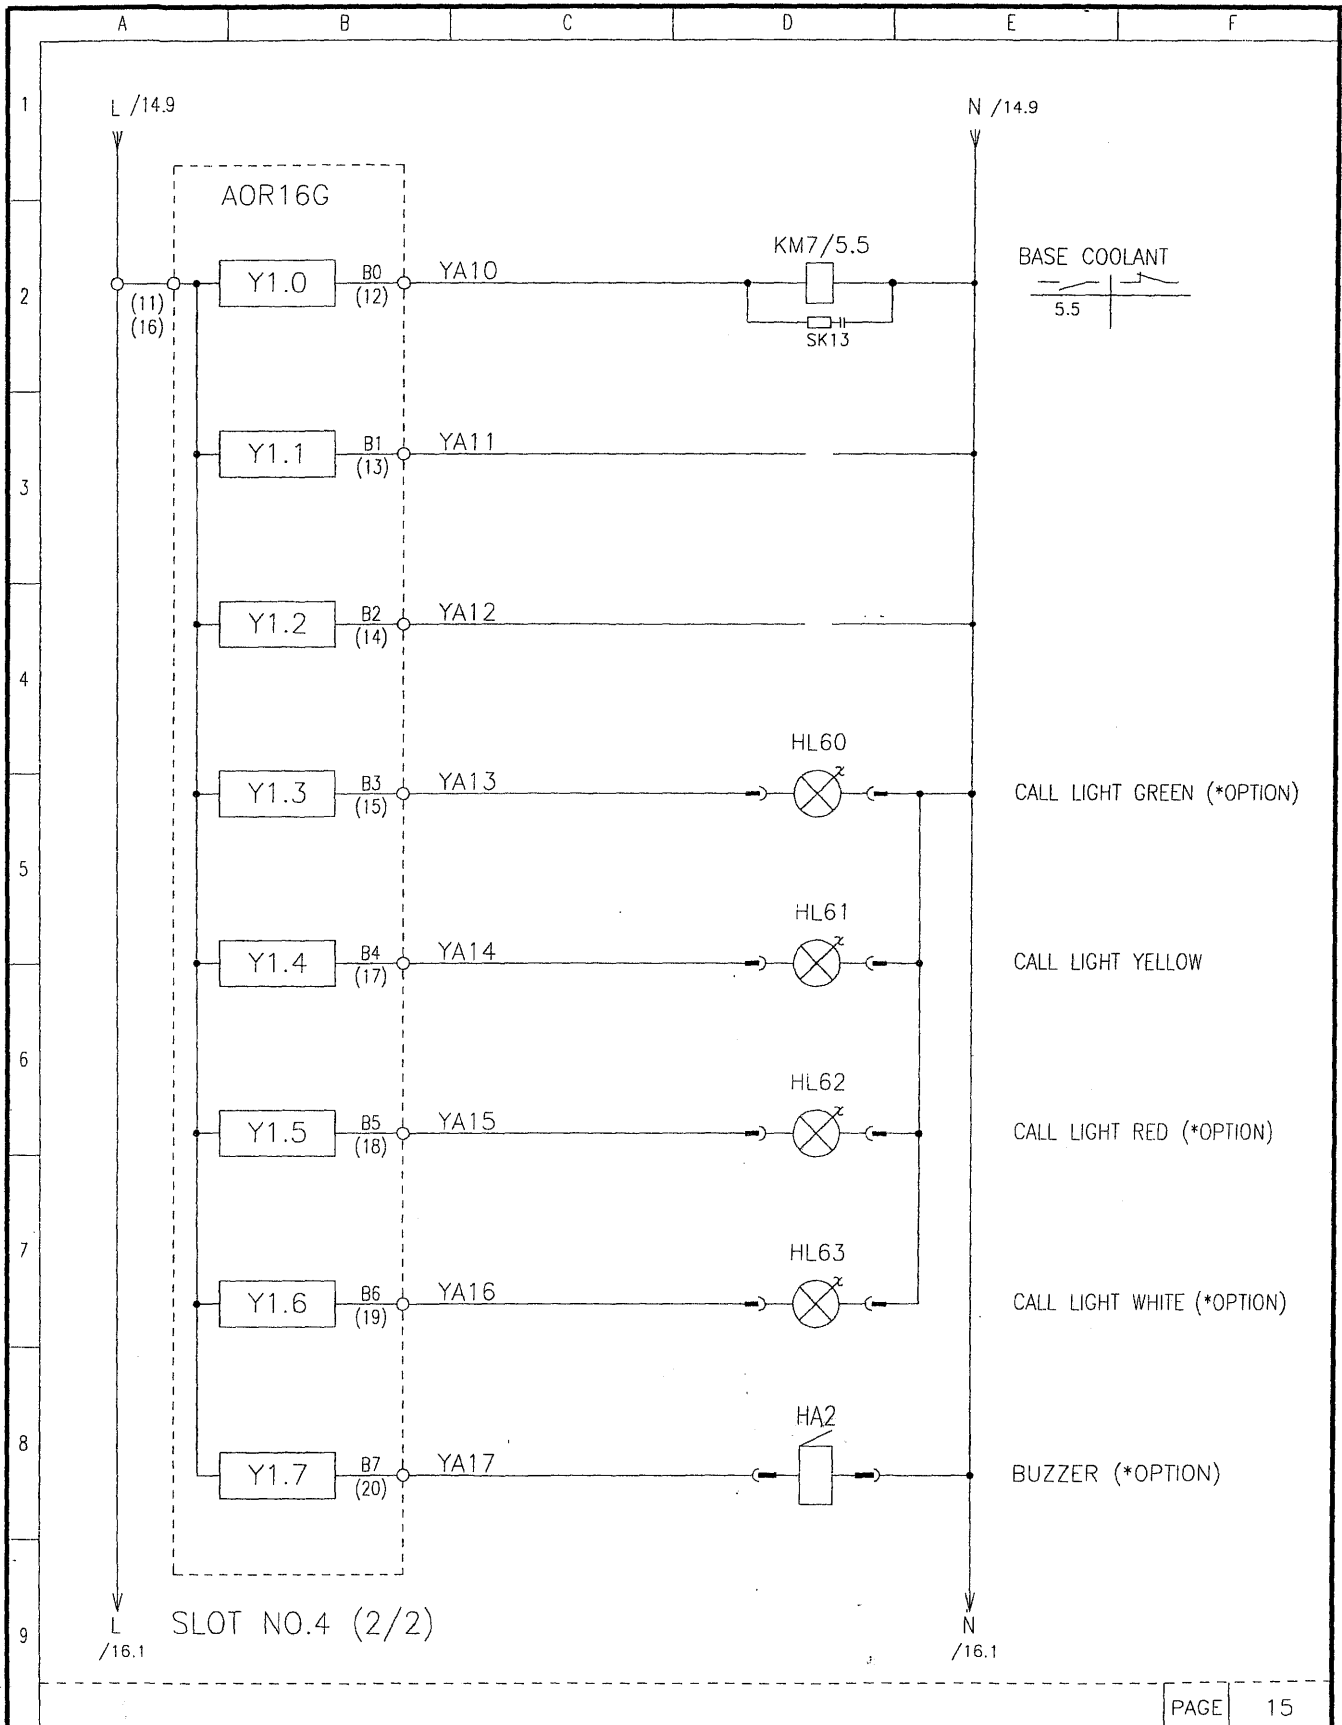 A B C D E F
1
L /14.9 N /14.9
AOR16G
KM7/5.5
BASE COOLANT
2
Y1.0 B0 YA10
(11) (12)
(16)
5.5
SK13
Y1.1 B1 YA11
(13)
3
Y1.2 B2 YA12
(14)
4
HL60
Y1.3 B3 YA13 CALL LIGHT GREEN (*OPTION)
(15)
5
HL61
Y1.4 B4 YA14 CALL LIGHT YELLOW
(17)
6
HL62
Y1.5 B5 YA15 CALL LIGHT RED (*OPTION)
(18)
7
HL63
Y1.6 B6 YA16 CALL LIGHT WHITE (*OPTION)
(19)
HA2
8
Y1.7 B7 YA17 BUZZER (*OPTION)
(20)
L SLOT NO.4 (2/2) N
9
/16.1 /16.1
PAGE 15